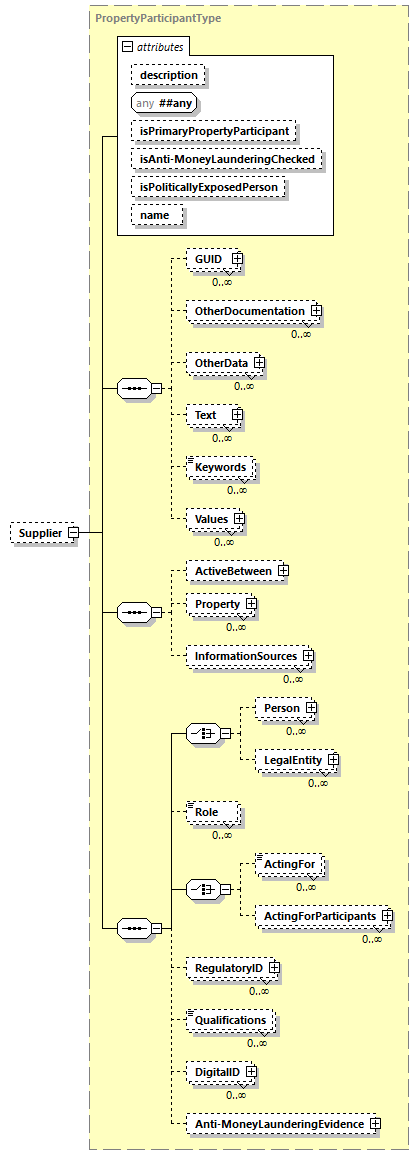 PropertyParticipantType
attributes
description
any ##any
isPrimaryPropertyParticipant
isAnti-MoneyLaunderingChecked
isPoliticallyExposedPerson
name
GUID
0..∞
OtherDocumentation
0..∞
OtherData
0..∞
Text
0..∞
Keywords
0..∞
Values
0..∞
Supplier
ActiveBetween
Property
0..∞
InformationSources
0..∞
Person
0..∞
LegalEntity
0..∞
Role
0..∞
ActingFor
0..∞
ActingForParticipants
0..∞
RegulatoryID
0..∞
Qualifications
0..∞
DigitalID
0..∞
Anti-MoneyLaunderingEvidence